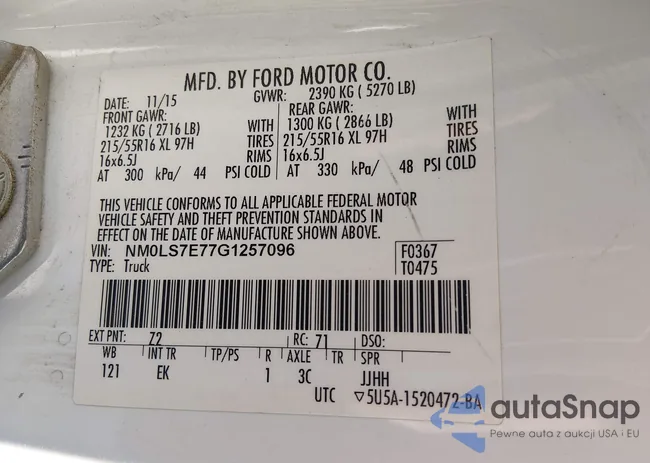 MFD. BY FORD MOTOR CO.
DATE: 11/15 GVWR: 2390 KG ( 5270 LB)
FRONT GAWR: REAR GAWR:
1232 KG ( 2716 LB) WITH 1300 KG ( 2866 LB) WITH
215/55R16 XL 97H TIRES 215/55R16 XL 97H TIRES
16x6.5J RIMS 16x6.5J RIMS
AT 300 kPa/ 44 PSI COLD AT 330 kPa/ 48 PSI COLD
THIS VEHICLE CONFORMS TO ALL APPLICABLE FEDERAL MOTOR
VEHICLE SAFETY AND THEFT PREVENTION STANDARDS IN
EFFECT ON THE DATE OF MANUFACTURE SHOWN ABOVE.
VIN: NM0LS7E77G1257096 F0367
TYPE: Truck T0475
EXT PNT: Z2 RC: 71 DSO:
WB INT TR TP/PS R AXLE TR SPR
121 EK 1 3C JJHH
UTC ▽5U5A-1520472-BA
autaSnap
Pewne auta z aukcji USA i EU